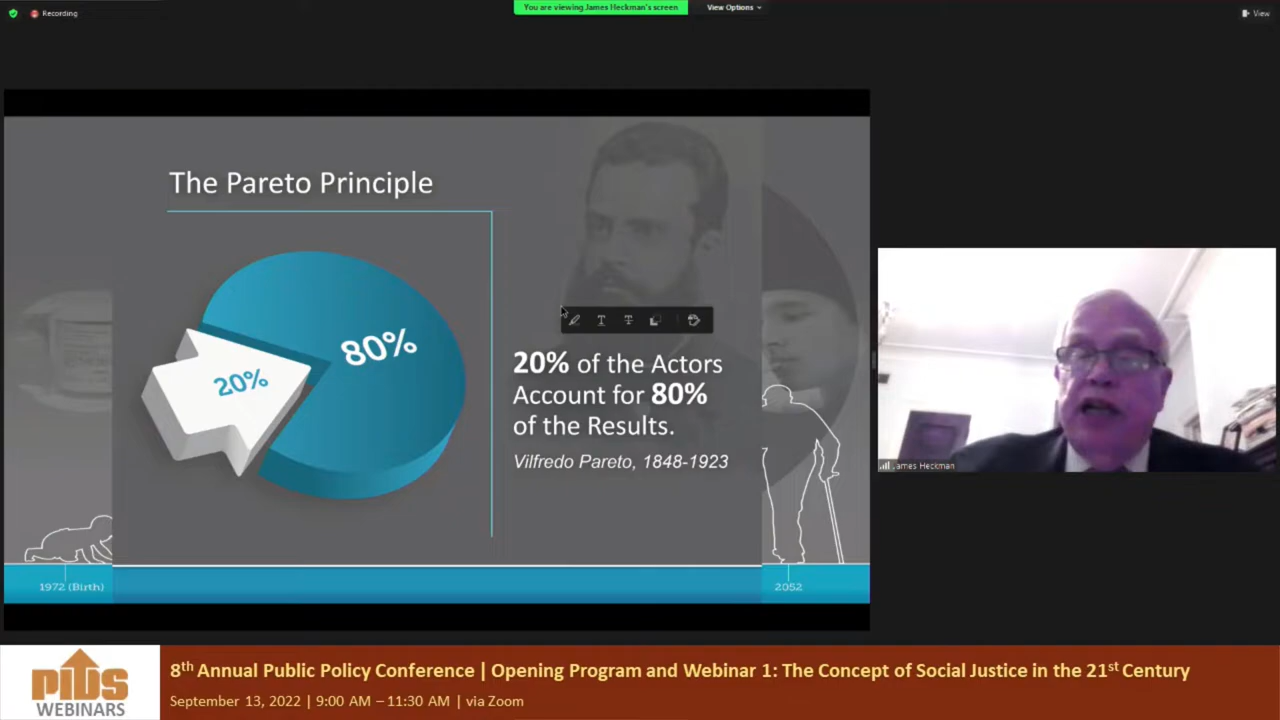 Recording
You are viewing James Heckman's screen
View Options
View
The Pareto Principle
80%
20%
20% of the Actors
Account for 80%
of the Results.
Vilfredo Pareto, 1848-1923
1972 (Birth)
2052
James Heckman
PIDS
WEBINARS
8th Annual Public Policy Conference | Opening Program and Webinar 1: The Concept of Social Justice in the 21st Century
September 13, 2022 | 9:00 AM – 11:30 AM | via Zoom